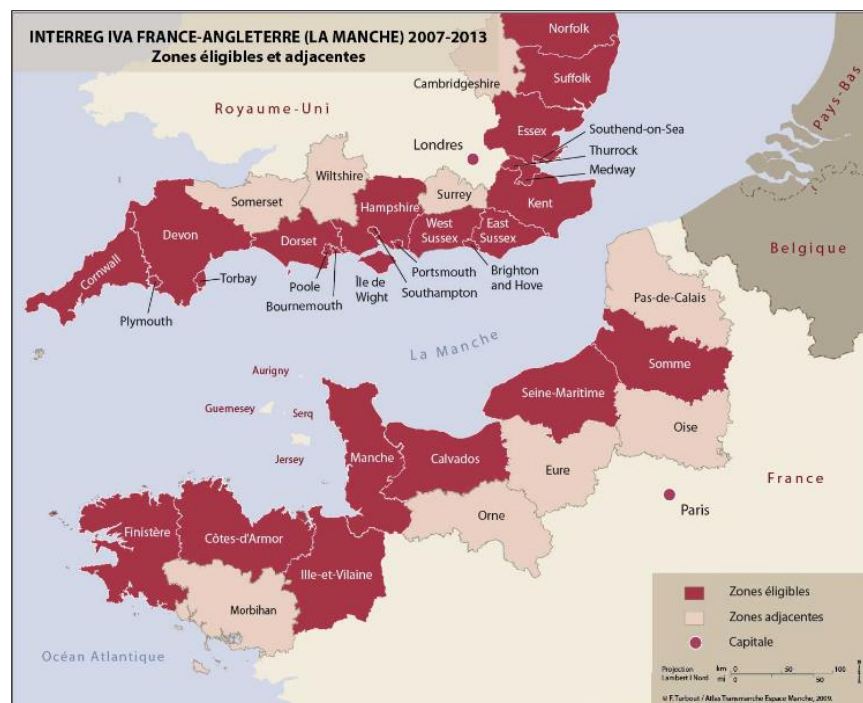 INTERREG IVA FRANCE-ANGLETERRE (LA MANCHE) 2007-2013
Zones éligibles et adjacentes
Norfolk
Cambridgeshire
Suffolk
Royaume-Uni
Pays-Bas
Essex
Southend-on-Sea
Londres
Thurrock
Medway
Wiltshire
Somerset
Hampshire
Surrey
Kent
Devon
Dorset
West
Sussex
East
Sussex
Belgique
Cornwall
Torbay
Poole
Portsmouth
Brighton
and Hove
Plymouth
Bournemouth
Île de
Wight
Southampton
Pas-de-Calais
La Manche
Somme
Aurigny
Seine-Maritime
Guernesey
Serq
Oise
Jersey
Manche
Calvados
Eure
France
Paris
Orne
Finistère
Côtes-d'Armor
Ille-et-Vilaine
Morbihan
Océan Atlantique
Zones éligibles
Zones adjacentes
Capitale
Projection
Lambert I Nord
km 0 50 100
mi 0 50
© F. Turbout / Atlas Transmanche Espace Manche, 2009.